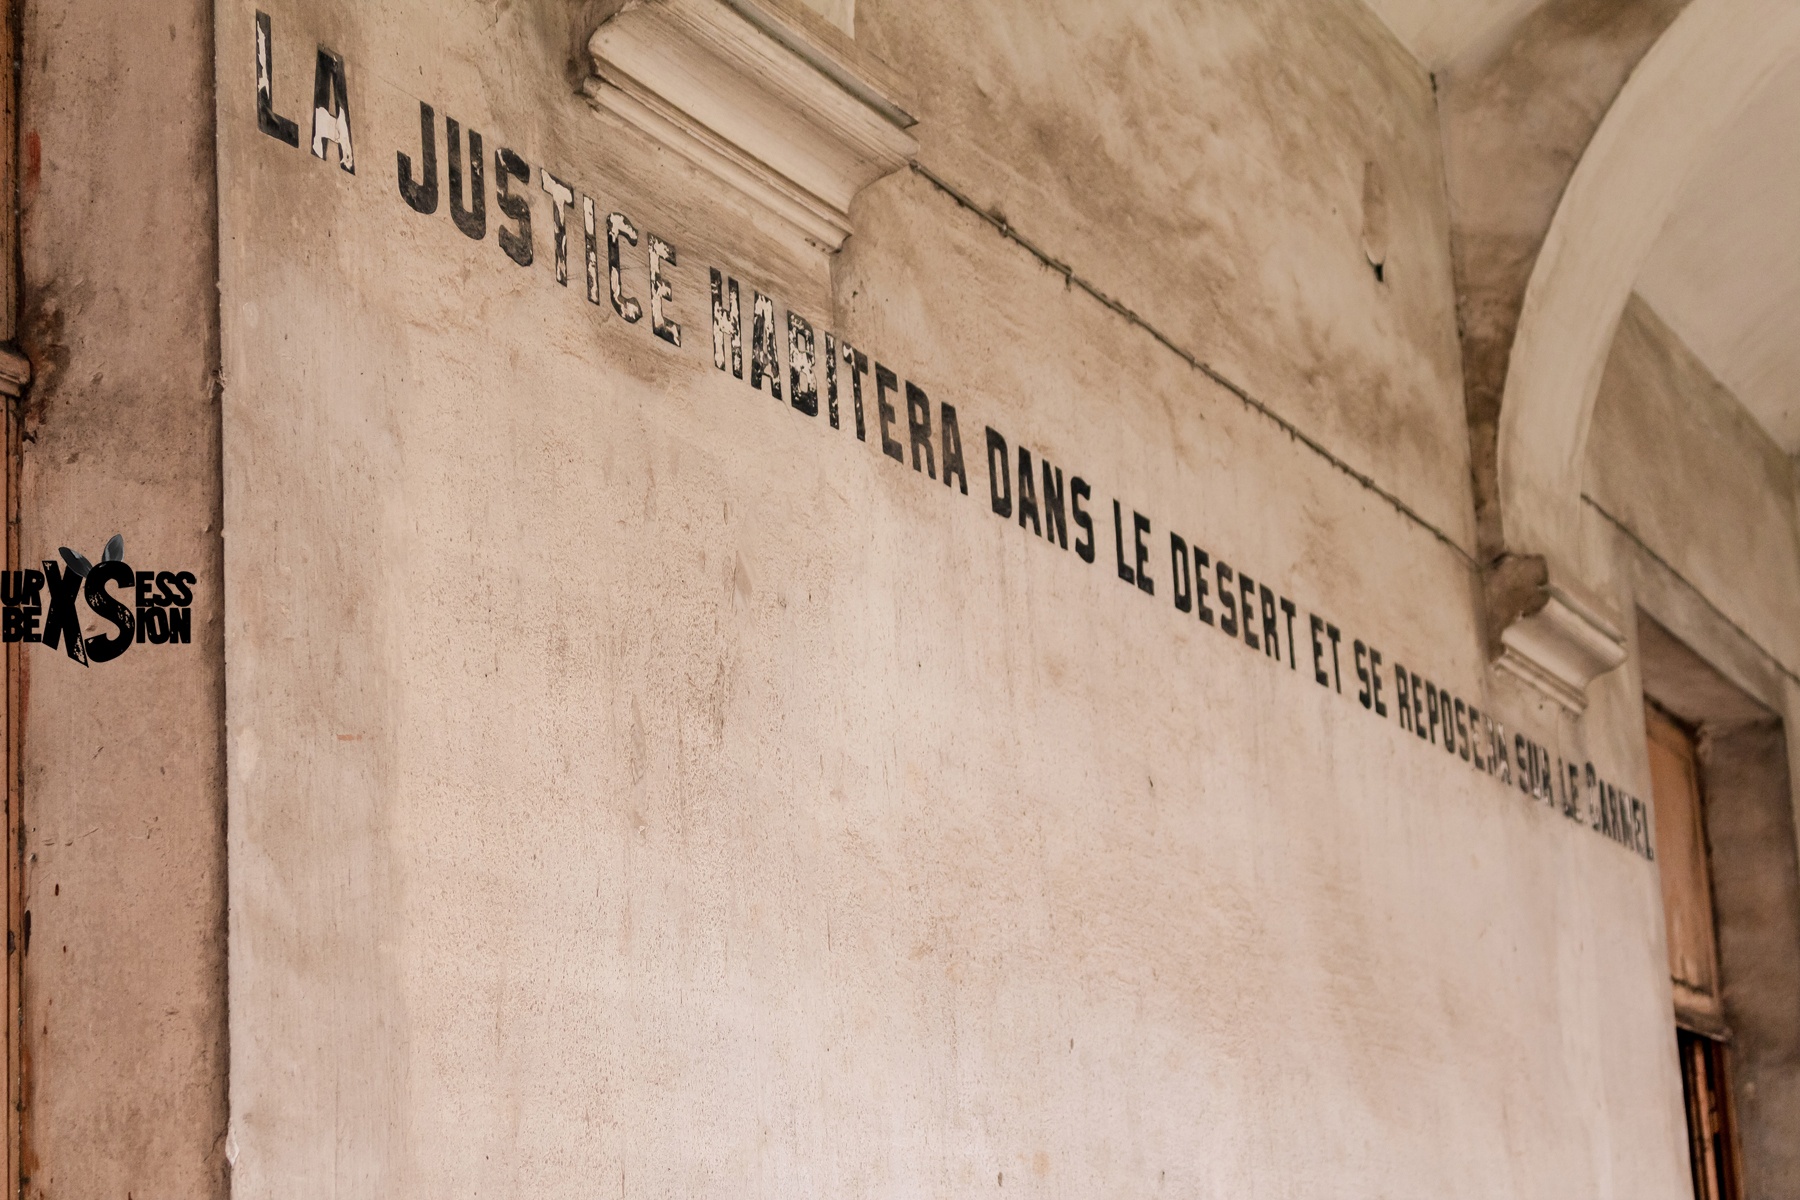 LA JUSTICE HABITERA DANS LE DESERT ET SE REPOSERA SUR LE CARMEL
URBEX SESSION